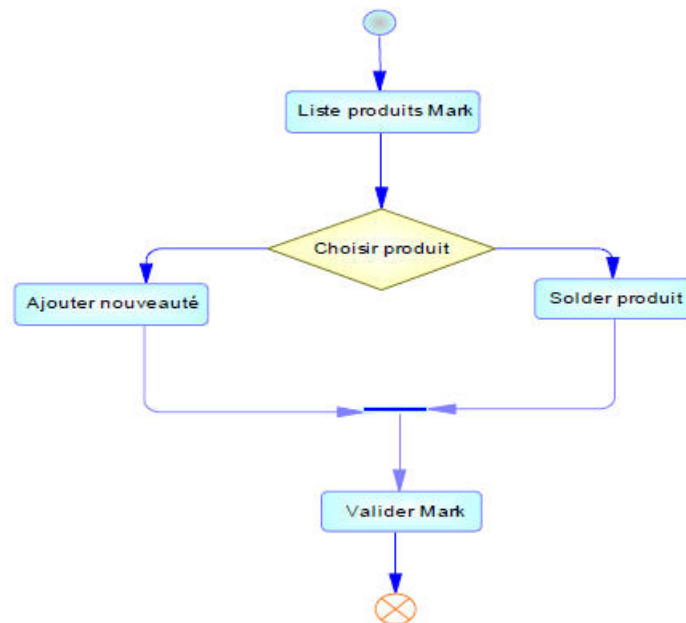 Liste produits Mark
Choisir produit
Ajouter nouveauté
Solder produit
Valider Mark